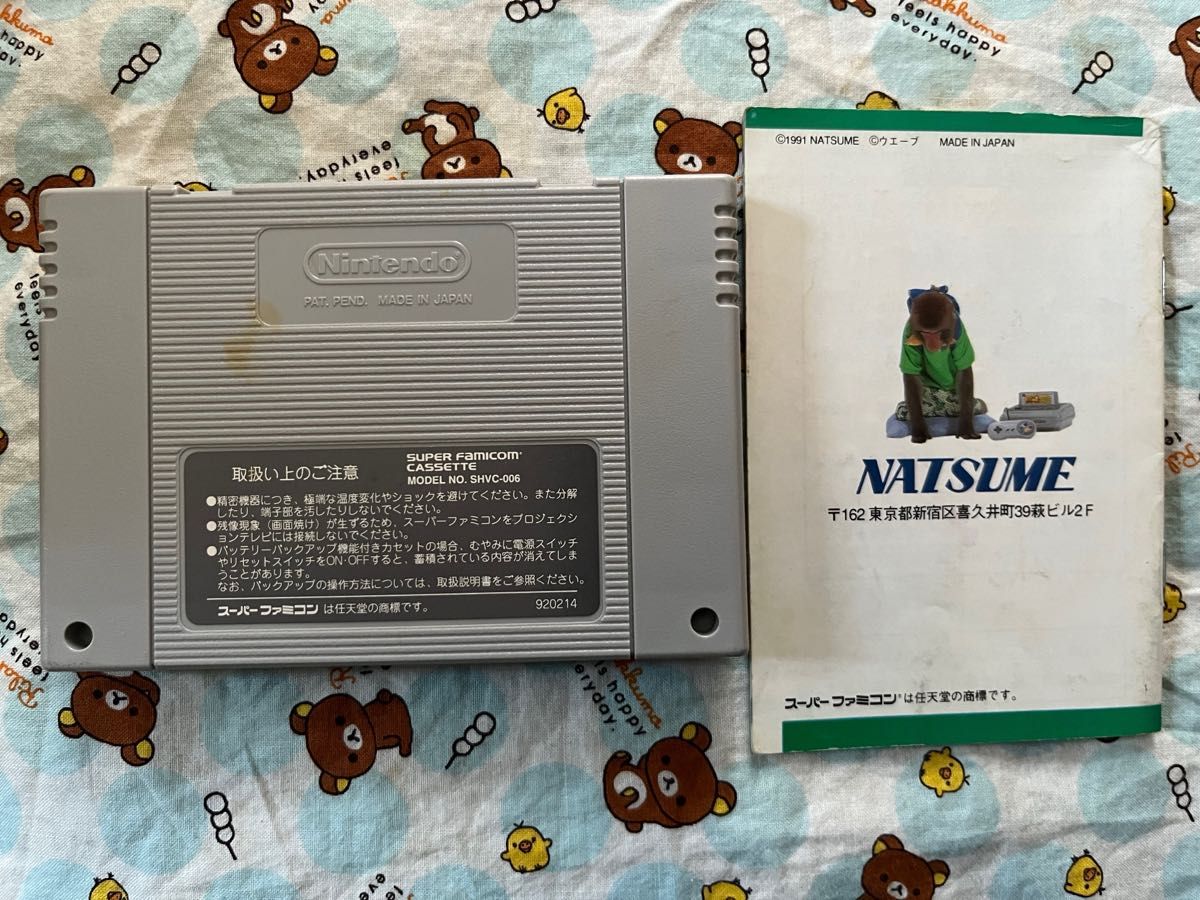 Nintendo
PAT. PEND. MADE IN JAPAN
取扱い上のご注意
SUPER FAMICOM
CASSETTE
MODEL NO. SHVC-006
●精密機器につき、極端な温度変化やショックを避けてください。また分解
したり、端子部を汚したりしないでください。
●残像現象（画面焼け）が生ずるため、スーパーファミコンをプロジェクシ
ョンテレビには接続しないでください。
●バッテリーバックアップ機能付きカセットの場合、むやみに電源スイッチ
やリセットスイッチをON・OFFすると、蓄積されている内容が消えてしま
うことがあります。
なお、バックアップの操作方法については、取扱説明書をご参照ください。
スーパーファミコン は任天堂の商標です。
920214
©1991 NATSUME ©ウエーブ MADE IN JAPAN
NATSUME
〒162 東京都新宿区喜久井町39萩ビル2F
スーパーファミコン® は任天堂の商標です。
feels happy
everyday.
Rilakkuma
feels happy
everyday.